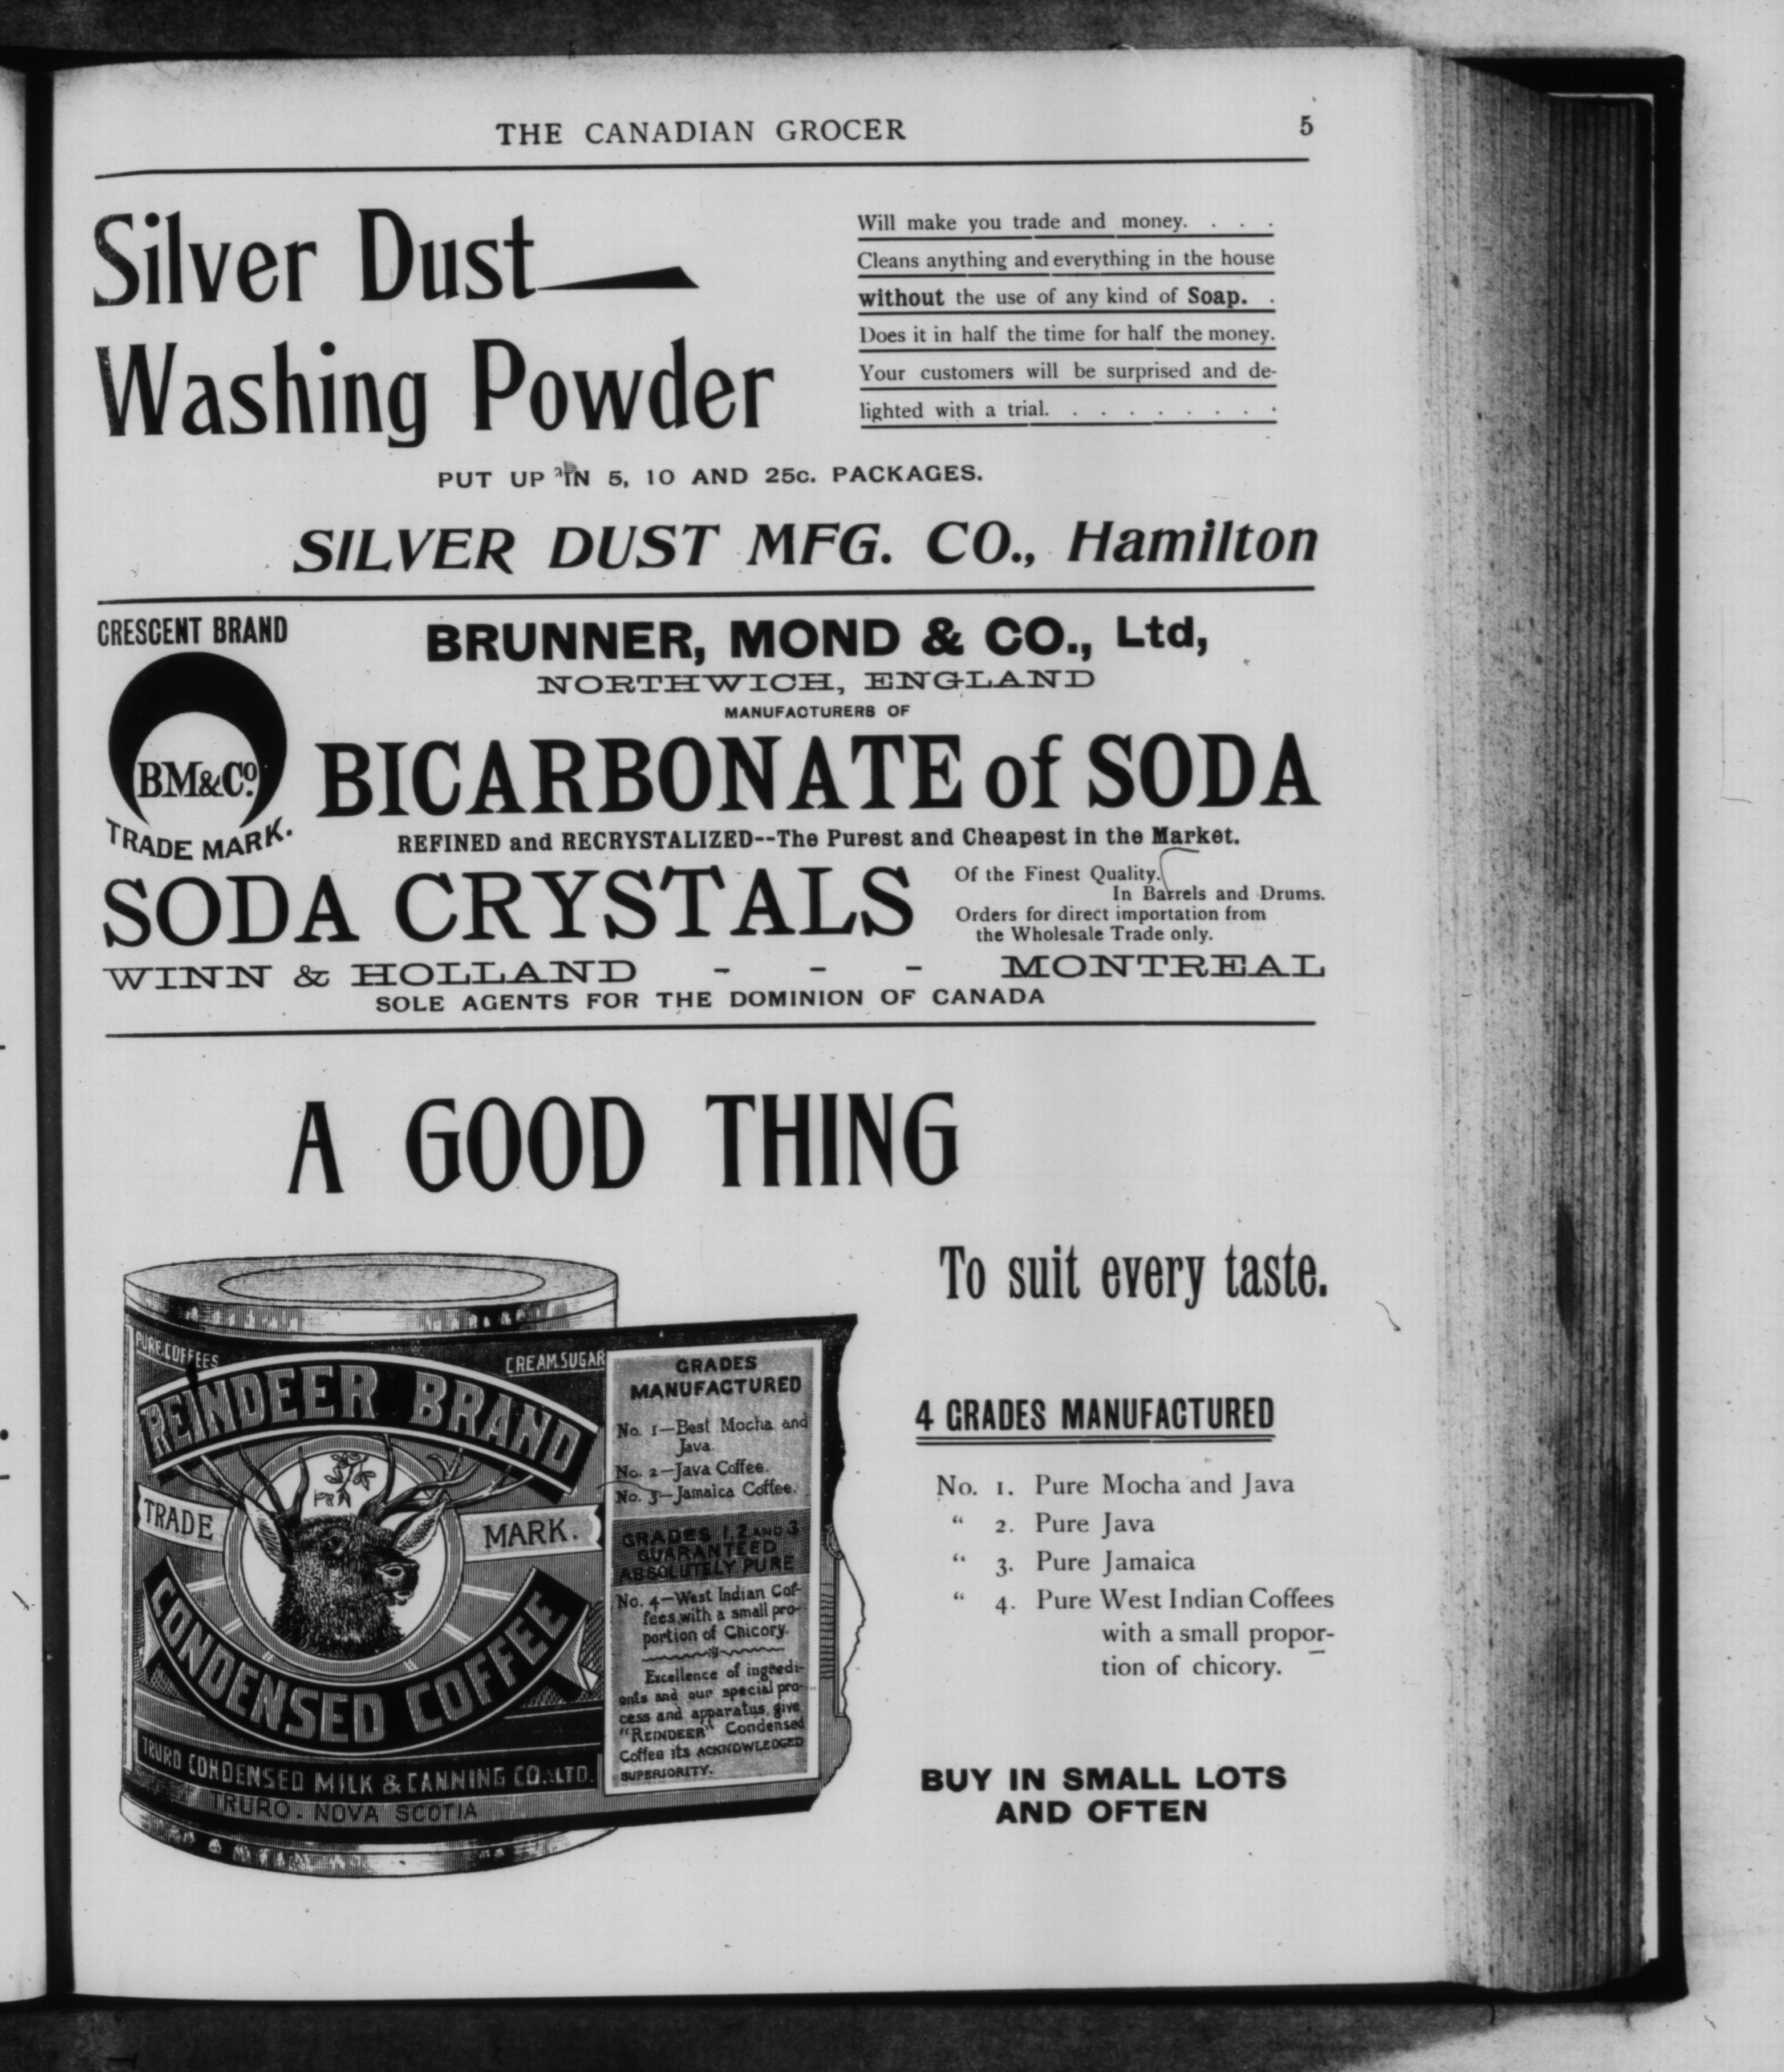 THE CANADIAN GROCER
5
Silver Dust
Washing Powder
Will make you trade and money. . . .
Cleans anything and everything in the house
without the use of any kind of Soap. .
Does it in half the time for half the money.
Your customers will be surprised and de-
lighted with a trial. . . . . . . . .
PUT UP IN 5, 10 AND 25c. PACKAGES.
SILVER DUST MFG. CO., Hamilton
CRESCENT BRAND
BM&Co.
TRADE MARK.
BRUNNER, MOND & CO., Ltd,
NORTHWICH, ENGLAND
MANUFACTURERS OF
BICARBONATE of SODA
REFINED and RECRYSTALIZED--The Purest and Cheapest in the Market.
SODA CRYSTALS
Of the Finest Quality.
In Barrels and Drums.
Orders for direct importation from
the Wholesale Trade only.
WINN & HOLLAND - - - MONTREAL
SOLE AGENTS FOR THE DOMINION OF CANADA
A GOOD THING
To suit every taste.
PURE.COFFEES
CREAM.SUGAR
REINDEER BRAND
TRADE MARK.
CONDENSED COFFEE
TRURO CONDENSED MILK & CANNING CO. LTD.
TRURO. NOVA SCOTIA
GRADES
MANUFACTURED
No. 1—Best Mocha and
Java.
No. 2—Java Coffee.
No. 3—Jamaica Coffee.
GRADES 1, 2 AND 3
GUARANTEED
ABSOLUTELY PURE
No. 4—West Indian Cof-
fees with a small pro-
portion of Chicory.
Excellence of ingredi-
ents and our special pro-
cess and apparatus, give
"REINDEER" Condensed
Coffee its ACKNOWLEDGED
SUPERIORITY.
4 GRADES MANUFACTURED
No. 1. Pure Mocha and Java
" 2. Pure Java
" 3. Pure Jamaica
" 4. Pure West Indian Coffees
with a small propor-
tion of chicory.
BUY IN SMALL LOTS
AND OFTEN